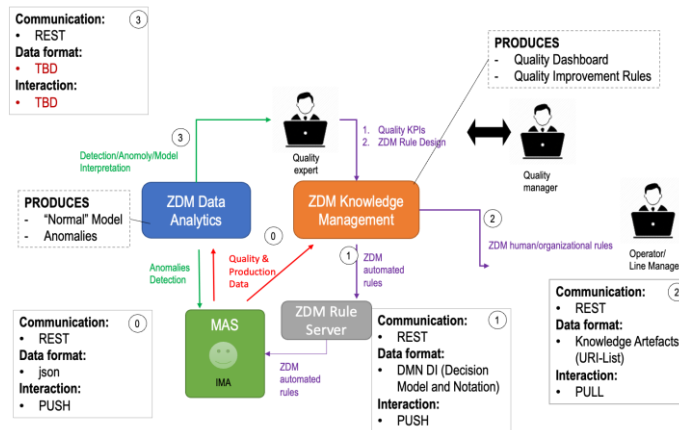 Communication:
3
• REST
Data format:
• TBD
Interaction:
• TBD
PRODUCES
- Quality Dashboard
- Quality Improvement Rules
3
Detection/Anomoly/Model
Interpretation
Quality
expert
1. Quality KPIs
2. ZDM Rule Design
Quality
manager
PRODUCES
- “Normal” Model
- Anomalies
ZDM Data
Analytics
ZDM Knowledge
Management
2
ZDM human/organizational rules
Operator/
Line Manage
0
Anomalies
Detection
Quality &
Production
Data
1
ZDM
automated
rules
MAS
IMA
ZDM Rule
Server
ZDM
automated
rules
Communication:
0
• REST
Data format:
• json
Interaction:
• PUSH
Communication:
1
• REST
Data format:
• DMN DI (Decision
Model and Notation)
Interaction:
• PUSH
Communication:
2
• REST
Data format:
• Knowledge Artefacts
(URI-List)
Interaction:
• PULL